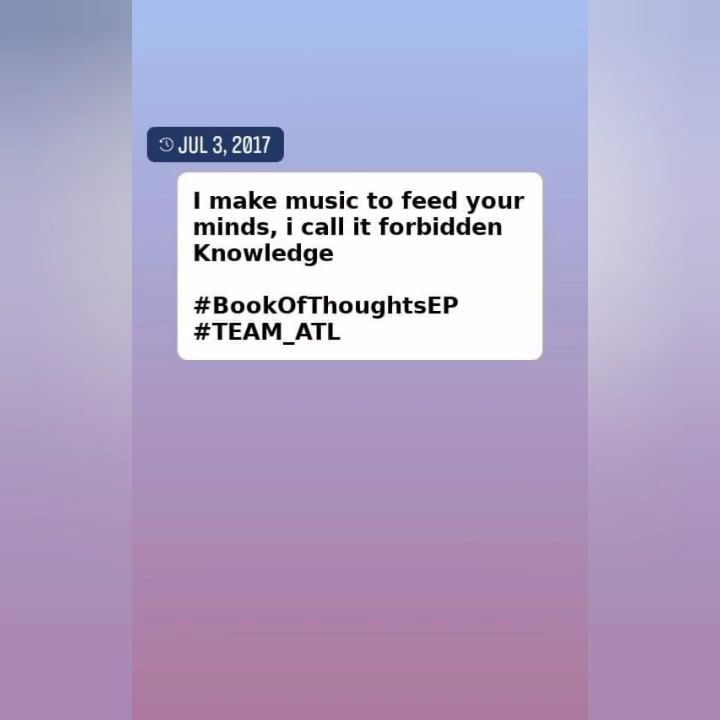 JUL 3, 2017
I make music to feed your
minds, i call it forbidden
Knowledge
#BookOfThoughtsEP
#TEAM_ATL